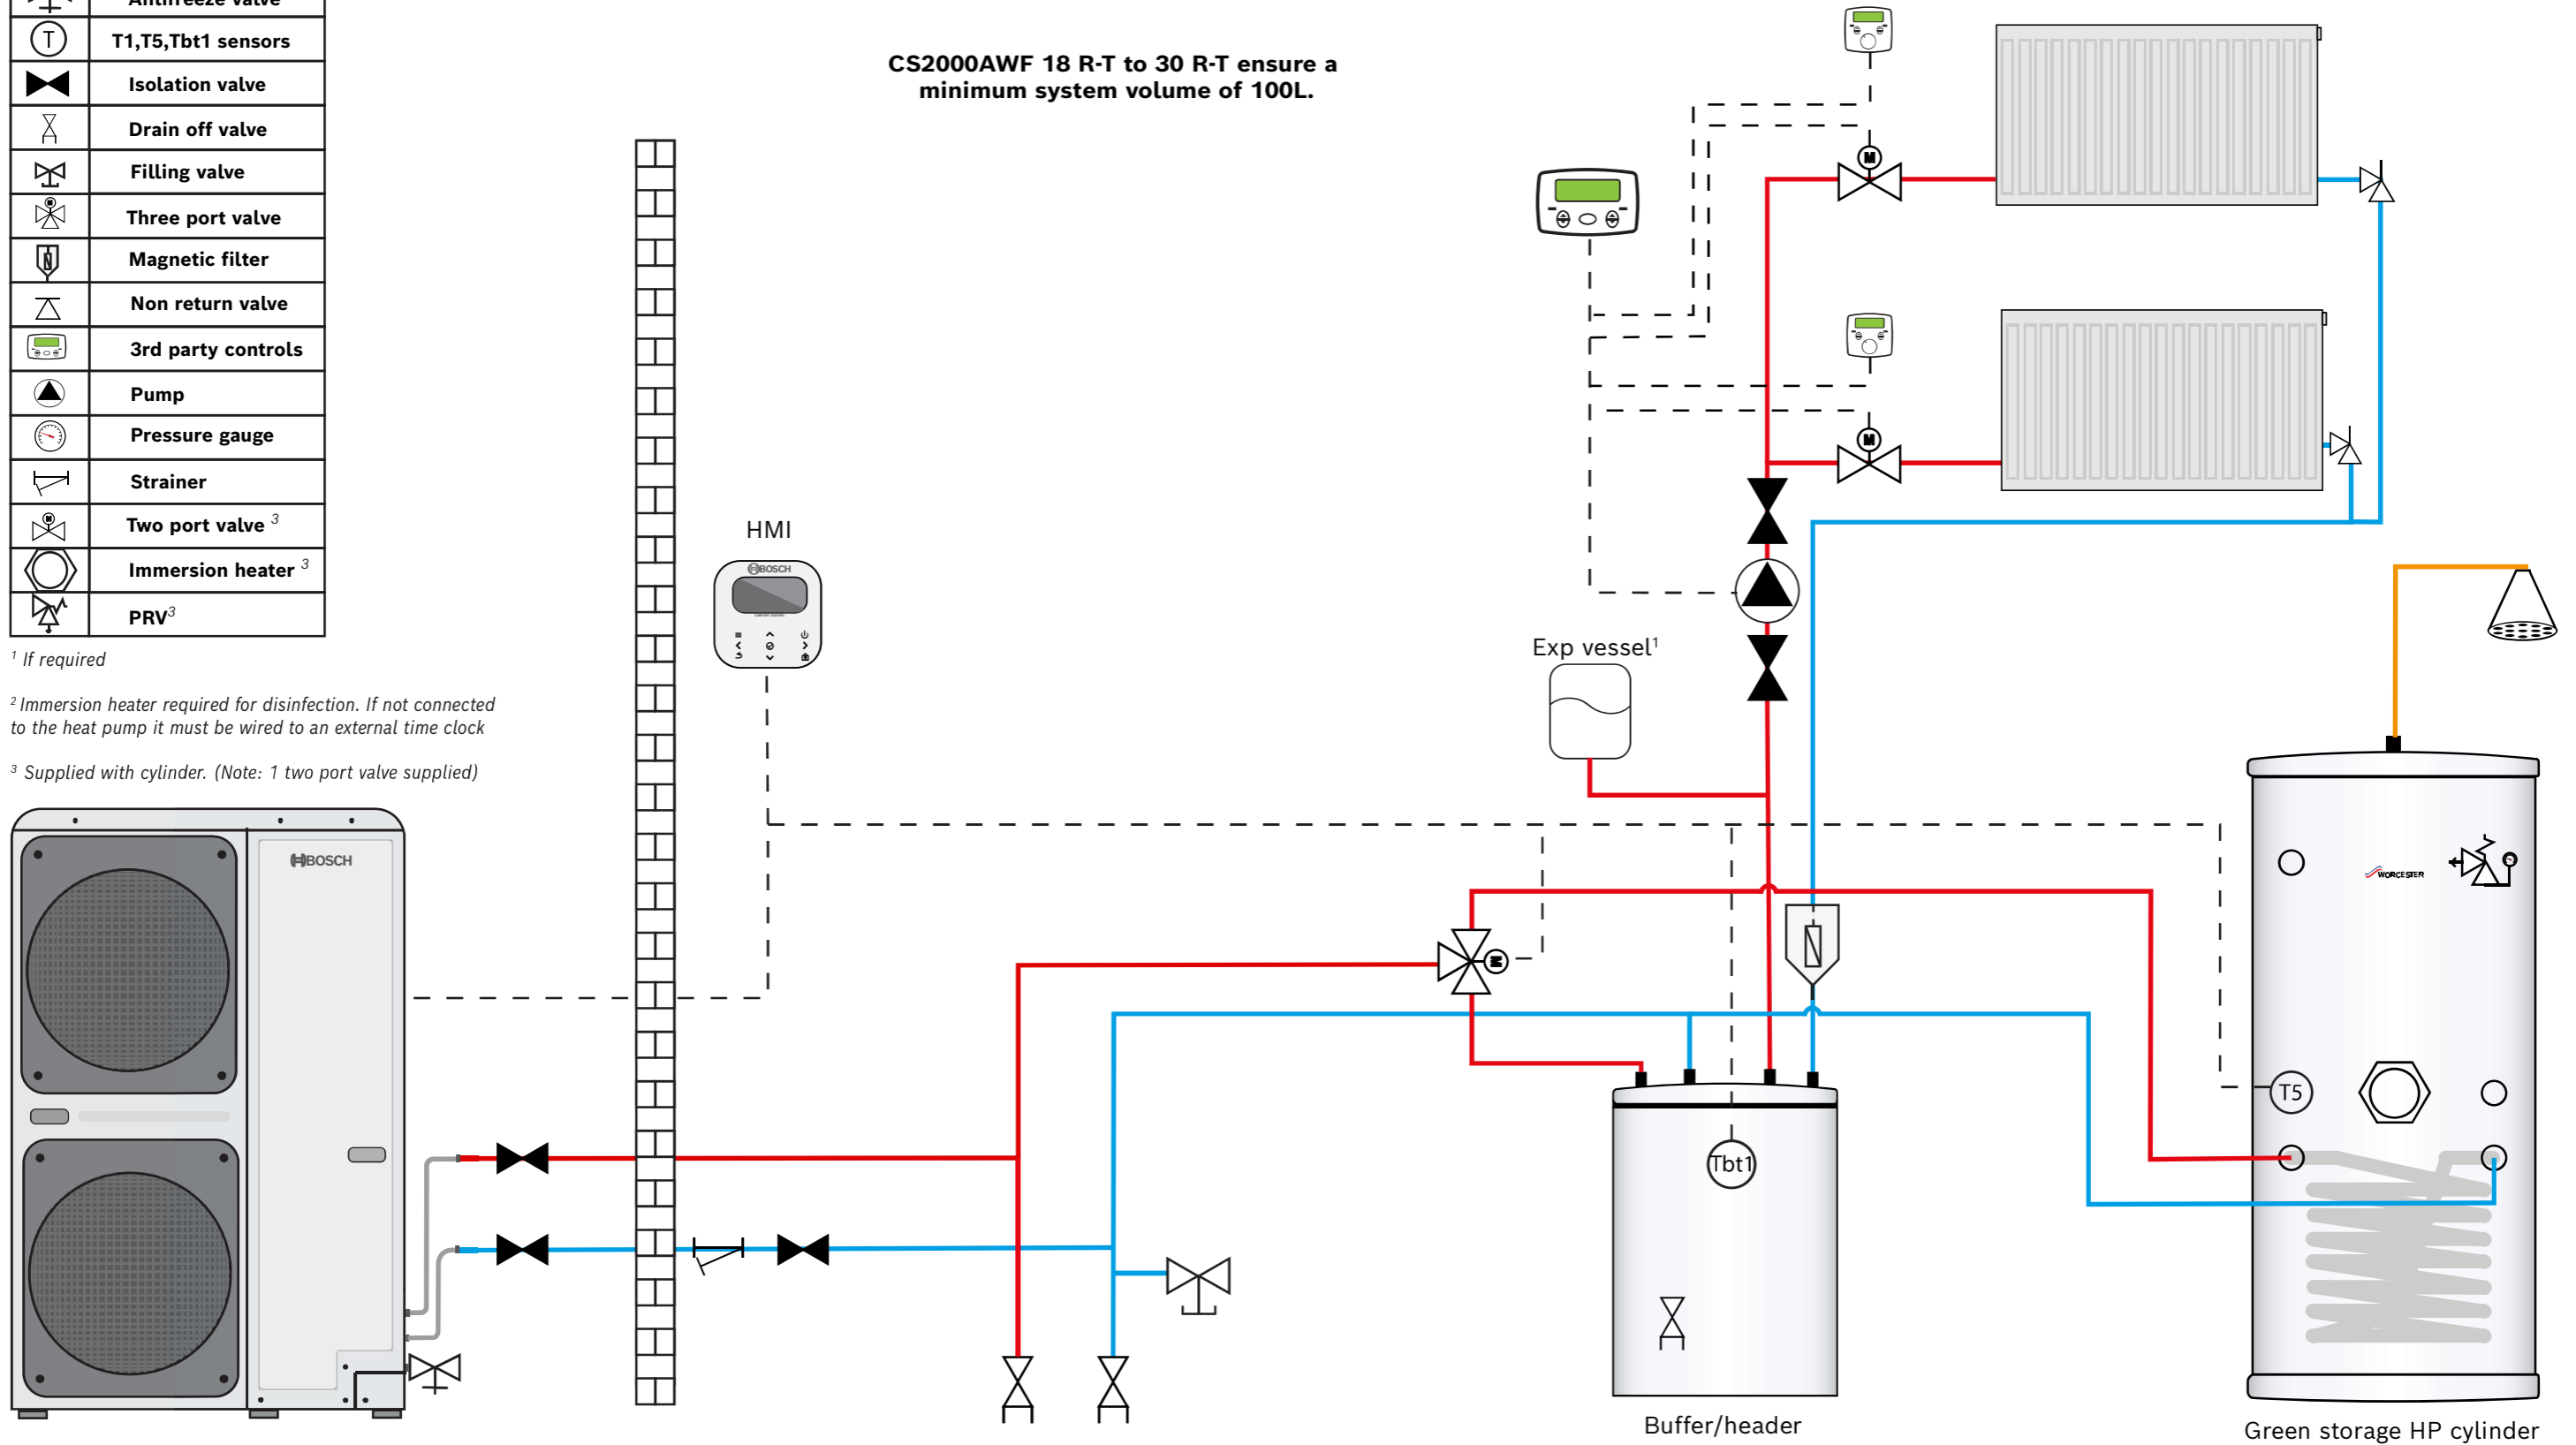 Antifreeze valve
T
T1,T5,Tbt1 sensors
Isolation valve
Drain off valve
Filling valve
M
Three port valve
Magnetic filter
Non return valve
3rd party controls
Pump
Pressure gauge
Strainer
M
Two port valve 3
Immersion heater 3
PRV3
1 If required
2 Immersion heater required for disinfection. If not connected
to the heat pump it must be wired to an external time clock
3 Supplied with cylinder. (Note: 1 two port valve supplied)
CS2000AWF 18 R-T to 30 R-T ensure a
minimum system volume of 100L.
HMI
BOSCH
BOSCH
M
M
Exp vessel1
M
WORCESTER
T5
Tbt1
Buffer/header
Green storage HP cylinder